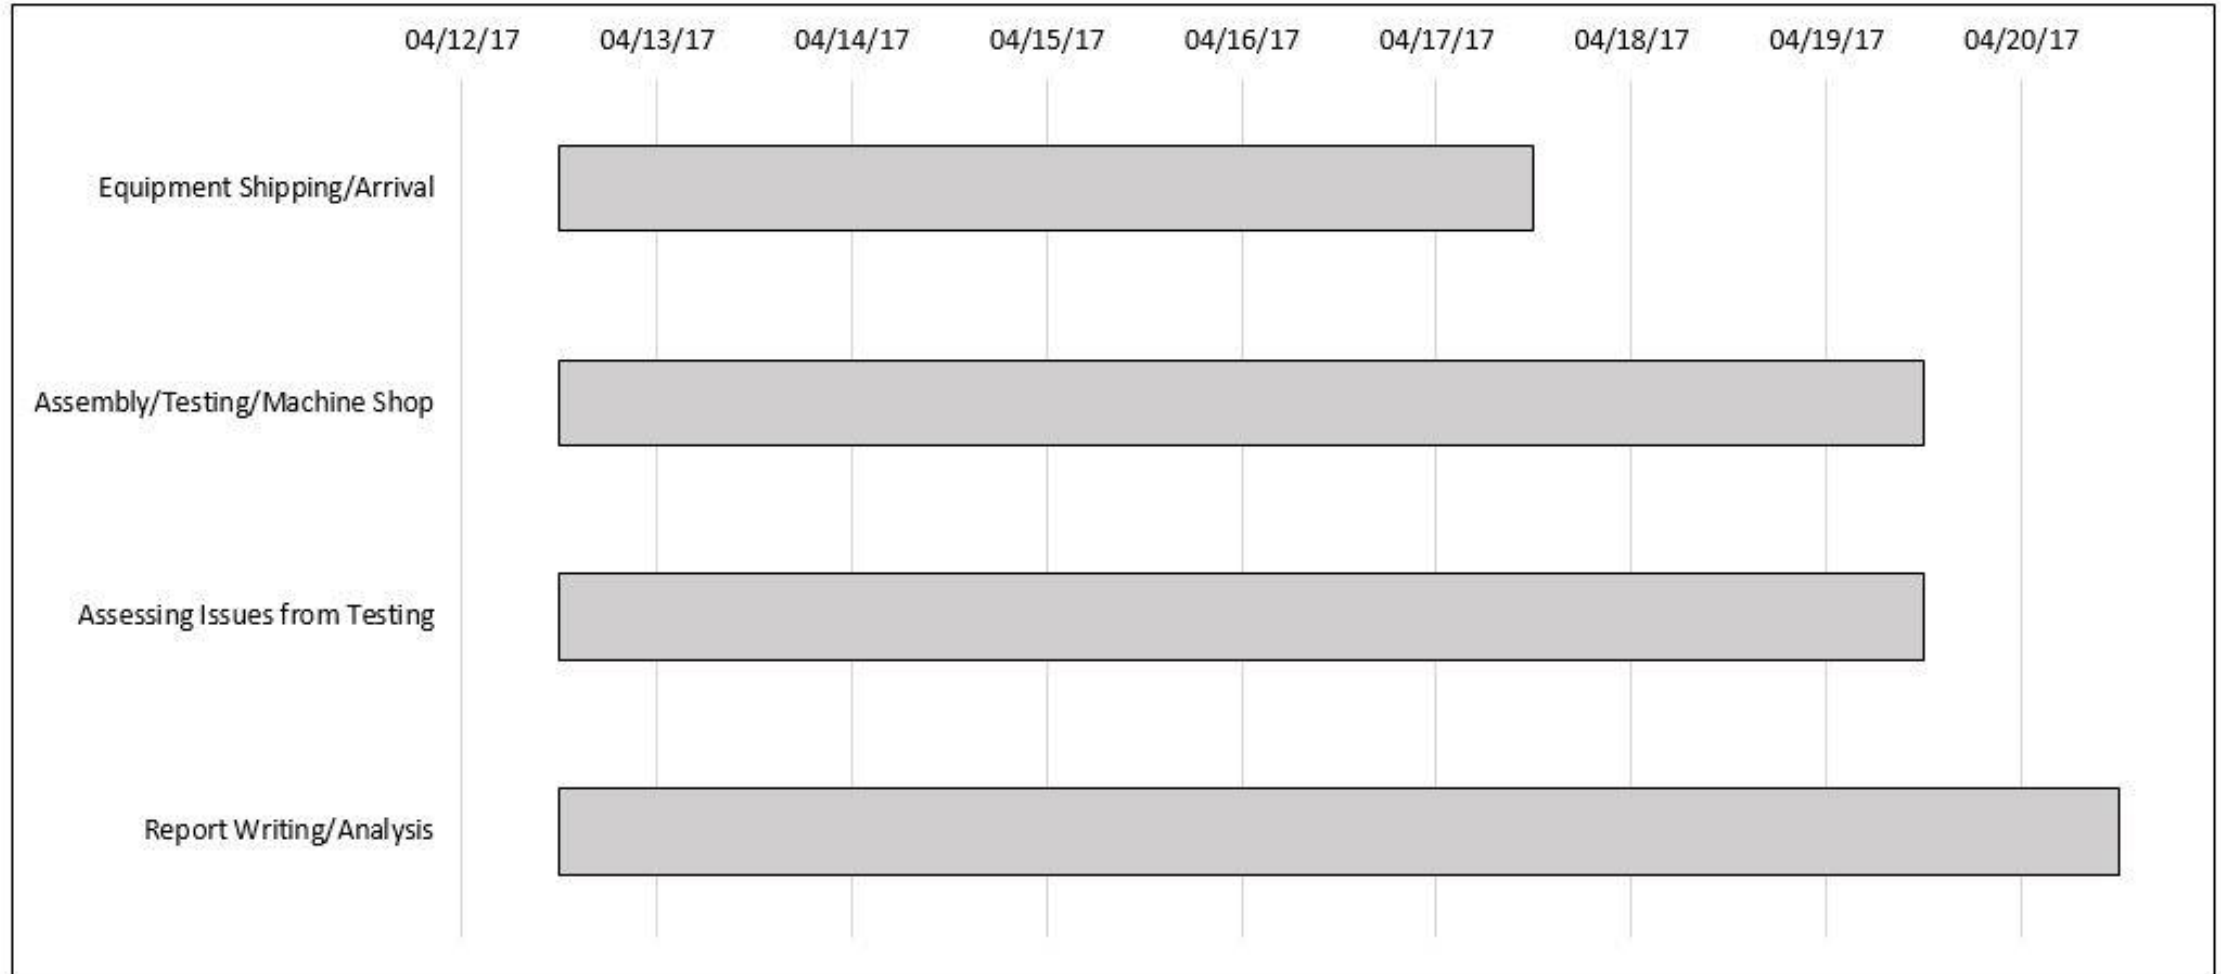 04/12/17 04/13/17 04/14/17 04/15/17 04/16/17 04/17/17 04/18/17 04/19/17 04/20/17
Equipment Shipping/Arrival
Assembly/Testing/Machine Shop
Assessing Issues from Testing
Report Writing/Analysis